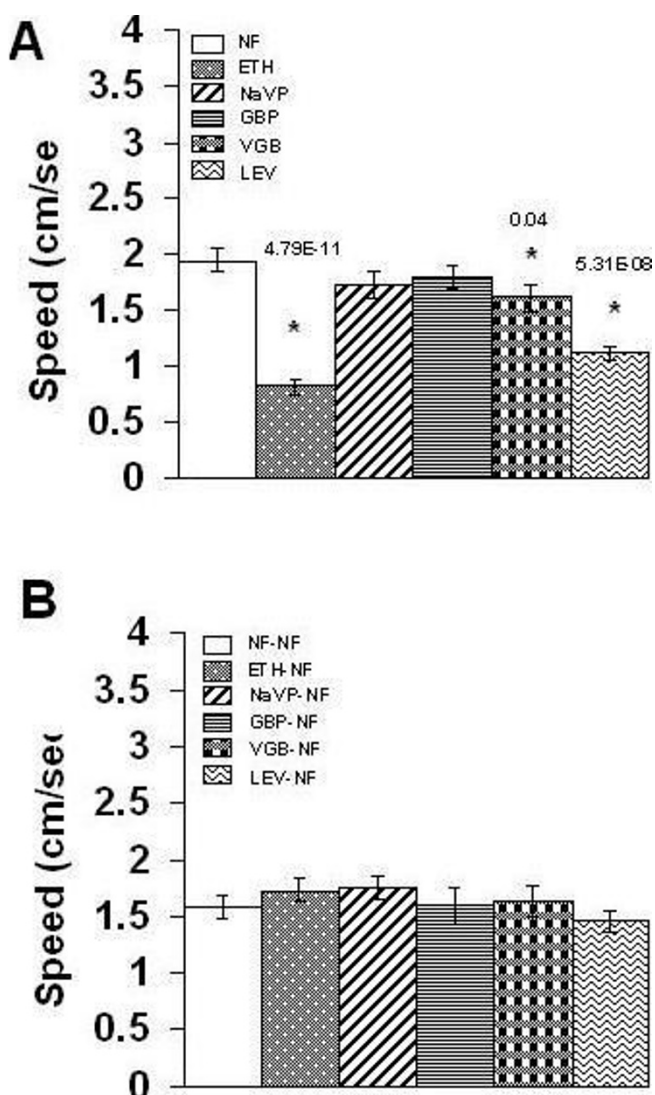 A
Speed (cm/se
4
3.5
3
2.5
2
1.5
1
0.5
0
NF
ETH
NaVP
GBP
VGB
LEV
4.79E-11
*
0.04
*
5.31E-08
*
B
Speed (cm/sec
4
3.5
3
2.5
2
1.5
1
0.5
0
NF-NF
ETH-NF
NaVP-NF
GBP-NF
VGB-NF
LEV-NF